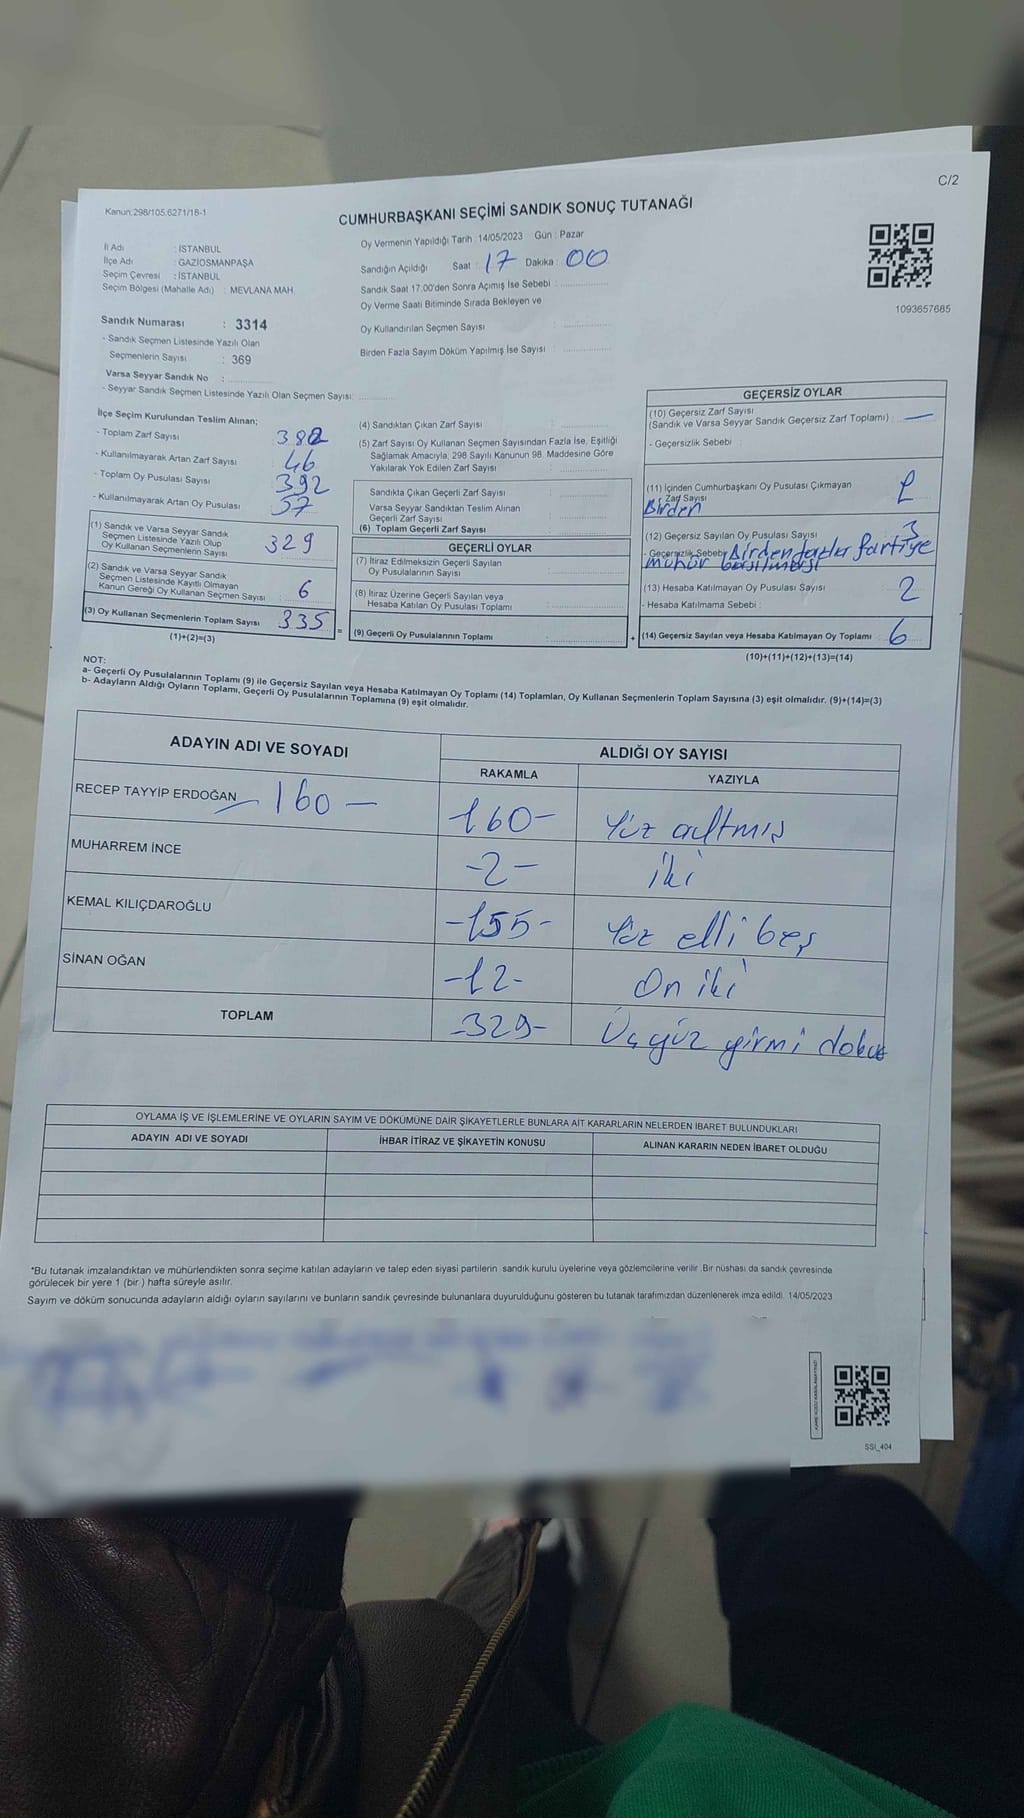 C/2
Kanun:298/105.6271/18-1
CUMHURBAŞKANI SEÇİMİ SANDIK SONUÇ TUTANAĞI
İl Adı : İSTANBUL
İlçe Adı : GAZİOSMANPAŞA
Seçim Çevresi : İSTANBUL
Seçim Bölgesi (Mahalle Adı) : MEVLANA MAH.
Oy Vermenin Yapıldığı Tarih : 14/05/2023 Gün : Pazar
Sandığın Açıldığı Saat : 17 Dakika : 00
Sandık Saat 17:00'den Sonra Açımış İse Sebebi :
Oy Verme Saati Bitiminde Sırada Bekleyen ve
Oy Kullandırılan Seçmen Sayısı :
Birden Fazla Sayım Döküm Yapılmış İse Sayısı :
1093657685
Sandık Numarası : 3314
- Sandık Seçmen Listesinde Yazılı Olan
Seçmenlerin Sayısı : 369
Varsa Seyyar Sandık No :
- Seyyar Sandık Seçmen Listesinde Yazılı Olan Seçmen Sayısı:
İlçe Seçim Kurulundan Teslim Alınan;
- Toplam Zarf Sayısı 380
- Kullanılmayarak Artan Zarf Sayısı 46
- Toplam Oy Pusulası Sayısı 392
- Kullanılmayarak Artan Oy Pusulası 57
(1) Sandık ve Varsa Seyyar Sandık
Seçmen Listesinde Yazılı Olup
Oy Kullanan Seçmenlerin Sayısı 329
(2) Sandık ve Varsa Seyyar Sandık
Seçmen Listesinde Kayıtlı Olmayan
Kanun Gereği Oy Kullanan Seçmen Sayısı : 6
(3) Oy Kullanan Seçmenlerin Toplam Sayısı 335
(1)+(2)=(3)
(4) Sandıktan Çıkan Zarf Sayısı :
(5) Zarf Sayısı Oy Kullanan Seçmen Sayısından Fazla İse, Eşitliği
Sağlamak Amacıyla; 298 Sayılı Kanunun 98. Maddesine Göre
Yakılarak Yok Edilen Zarf Sayısı :
Sandıkta Çıkan Geçerli Zarf Sayısı :
Varsa Seyyar Sandıktan Teslim Alınan
Geçerli Zarf Sayısı :
(6) Toplam Geçerli Zarf Sayısı
GEÇERLİ OYLAR
(7) İtiraz Edilmeksizin Geçerli Sayılan
Oy Pusulalarının Sayısı :
(8) İtiraz Üzerine Geçerli Sayılan veya
Hesaba Katılan Oy Pusulası Toplamı :
= (9) Geçerli Oy Pusulalarının Toplamı : +
GEÇERSİZ OYLAR
(10) Geçersiz Zarf Sayısı
(Sandık ve Varsa Seyyar Sandık Geçersiz Zarf Toplamı) : —
- Geçersizlik Sebebi :
(11) İçinden Cumhurbaşkanı Oy Pusulası Çıkmayan
Zarf Sayısı 1
Birden
(12) Geçersiz Sayılan Oy Pusulası Sayısı 3
- Geçersizlik Sebebi Birden fazla partiye
mühür basılması
(13) Hesaba Katılmayan Oy Pusulası Sayısı : 2
- Hesaba Katılmama Sebebi :
(14) Geçersiz Sayılan veya Hesaba Katılmayan Oy Toplamı : 6
(10)+(11)+(12)+(13)=(14)
NOT:
a- Geçerli Oy Pusulalarının Toplamı (9) ile Geçersiz Sayılan veya Hesaba Katılmayan Oy Toplamı (14) Toplamları, Oy Kullanan Seçmenlerin Toplam Sayısına (3) eşit olmalıdır. (9)+(14)=(3)
b- Adayların Aldığı Oyların Toplamı, Geçerli Oy Pusulalarının Toplamına (9) eşit olmalıdır.
ADAYIN ADI VE SOYADI ALDIĞI OY SAYISI
RAKAMLA YAZIYLA
RECEP TAYYİP ERDOĞAN — 160 — 160 - Yüz altmış
MUHARREM İNCE -2- iki
KEMAL KILIÇDAROĞLU -155- Yüz elli beş
SİNAN OĞAN -12- On iki
TOPLAM -329- Üçyüz yirmi dokuz
OYLAMA İŞ VE İŞLEMLERİNE VE OYLARIN SAYIM VE DÖKÜMÜNE DAİR ŞİKAYETLERLE BUNLARA AİT KARARLARIN NELERDEN İBARET BULUNDUKLARI
ADAYIN ADI VE SOYADI İHBAR İTİRAZ VE ŞİKAYETİN KONUSU ALINAN KARARIN NEDEN İBARET OLDUĞU
*Bu tutanak imzalandıktan ve mühürlendikten sonra seçime katılan adayların ve talep eden siyasi partilerin sandık kurulu üyelerine veya gözlemcilerine verilir. Bir nüshası da sandık çevresinde
görülecek bir yere 1 (bir ) hafta süreyle asılır.
Sayım ve döküm sonucunda adayların aldığı oyların sayılarını ve bunların sandık çevresinde bulunanlara duyurulduğunu gösteren bu tutanak tarafımızdan düzenlenerek imza edildi. 14/05/2023
SSI_404